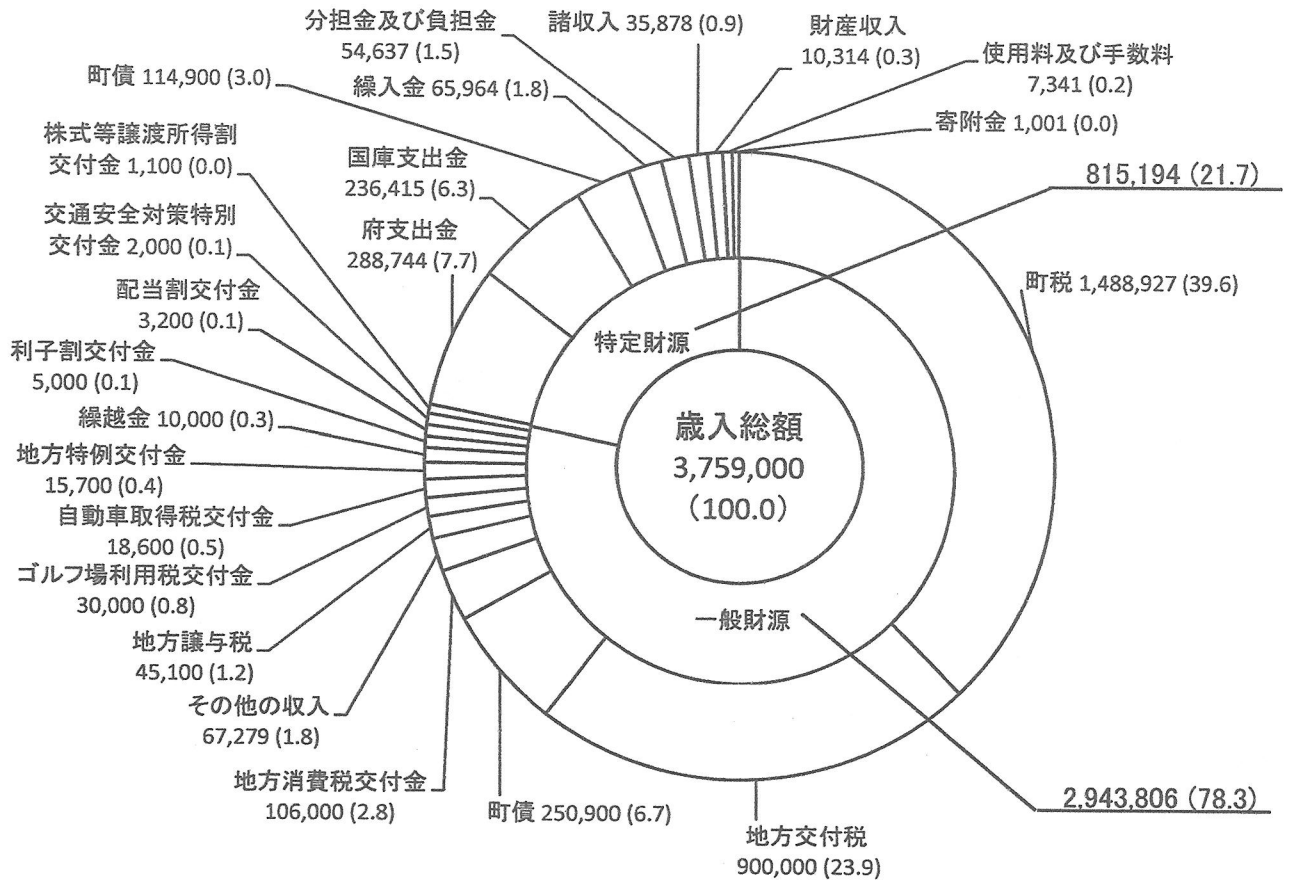 分担金及び負担金
54,637 (1.5)
諸収入 35,878 (0.9)
財産収入
10,314 (0.3)
使用料及び手数料
7,341 (0.2)
町債 114,900 (3.0)
繰入金 65,964 (1.8)
寄附金 1,001 (0.0)
株式等譲渡所得割
交付金 1,100 (0.0)
国庫支出金
236,415 (6.3)
815,194 (21.7)
交通安全対策特別
交付金 2,000 (0.1)
府支出金
288,744 (7.7)
町税 1,488,927 (39.6)
配当割交付金
3,200 (0.1)
特定財源
利子割交付金
5,000 (0.1)
繰越金 10,000 (0.3)
歳入総額
3,759,000
(100.0)
地方特例交付金
15,700 (0.4)
自動車取得税交付金
18,600 (0.5)
ゴルフ場利用税交付金
30,000 (0.8)
一般財源
地方譲与税
45,100 (1.2)
その他の収入
67,279 (1.8)
地方消費税交付金
106,000 (2.8)
町債 250,900 (6.7)
2,943,806 (78.3)
地方交付税
900,000 (23.9)